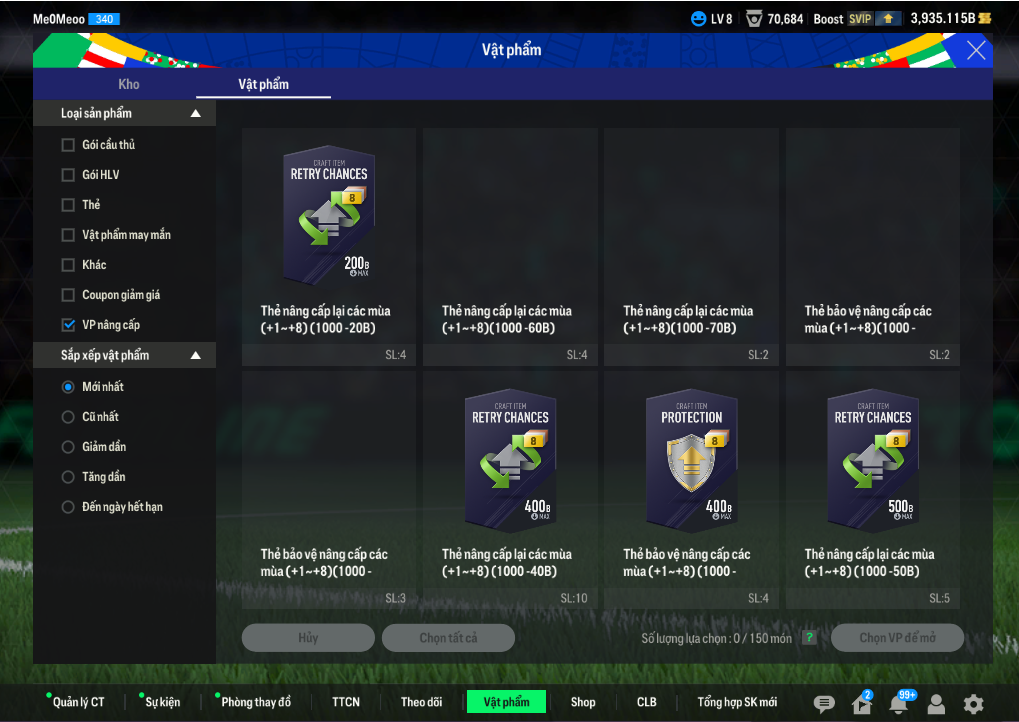 Me0Meoo 340
LV 8 70,684 Boost SVIP 3,935.115B
Vật phẩm
Kho Vật phẩm
Loại sản phẩm
Gói cầu thủ
Gói HLV
Thẻ
Vật phẩm may mắn
Khác
Coupon giảm giá
VP nâng cấp
Sắp xếp vật phẩm
Mới nhất
Cũ nhất
Giảm dần
Tăng dần
Đến ngày hết hạn
CRAFT ITEM
RETRY CHANCES
8
200B
MAX
Thẻ nâng cấp lại các mùa
(+1~+8)(1000 -20B)
SL:4
Thẻ nâng cấp lại các mùa
(+1~+8)(1000 -60B)
SL:4
Thẻ nâng cấp lại các mùa
(+1~+8)(1000 -70B)
SL:2
Thẻ bảo vệ nâng cấp các
mùa (+1~+8)(1000 -
SL:2
Thẻ bảo vệ nâng cấp các
mùa (+1~+8)(1000 -
SL:3
CRAFT ITEM
RETRY CHANCES
8
400B
MAX
Thẻ nâng cấp lại các mùa
(+1~+8) (1000 -40B)
SL:10
CRAFT ITEM
PROTECTION
8
400B
MAX
Thẻ bảo vệ nâng cấp các
mùa (+1~+8) (1000 -
SL:4
CRAFT ITEM
RETRY CHANCES
8
500B
MAX
Thẻ nâng cấp lại các mùa
(+1~+8) (1000 -50B)
SL:5
Hủy Chọn tất cả Số lượng lựa chọn : 0 / 150 món ? Chọn VP để mở
Quản lý CT Sự kiện Phòng thay đồ TTCN Theo dõi Vật phẩm Shop CLB Tổng hợp SK mới 2 99+